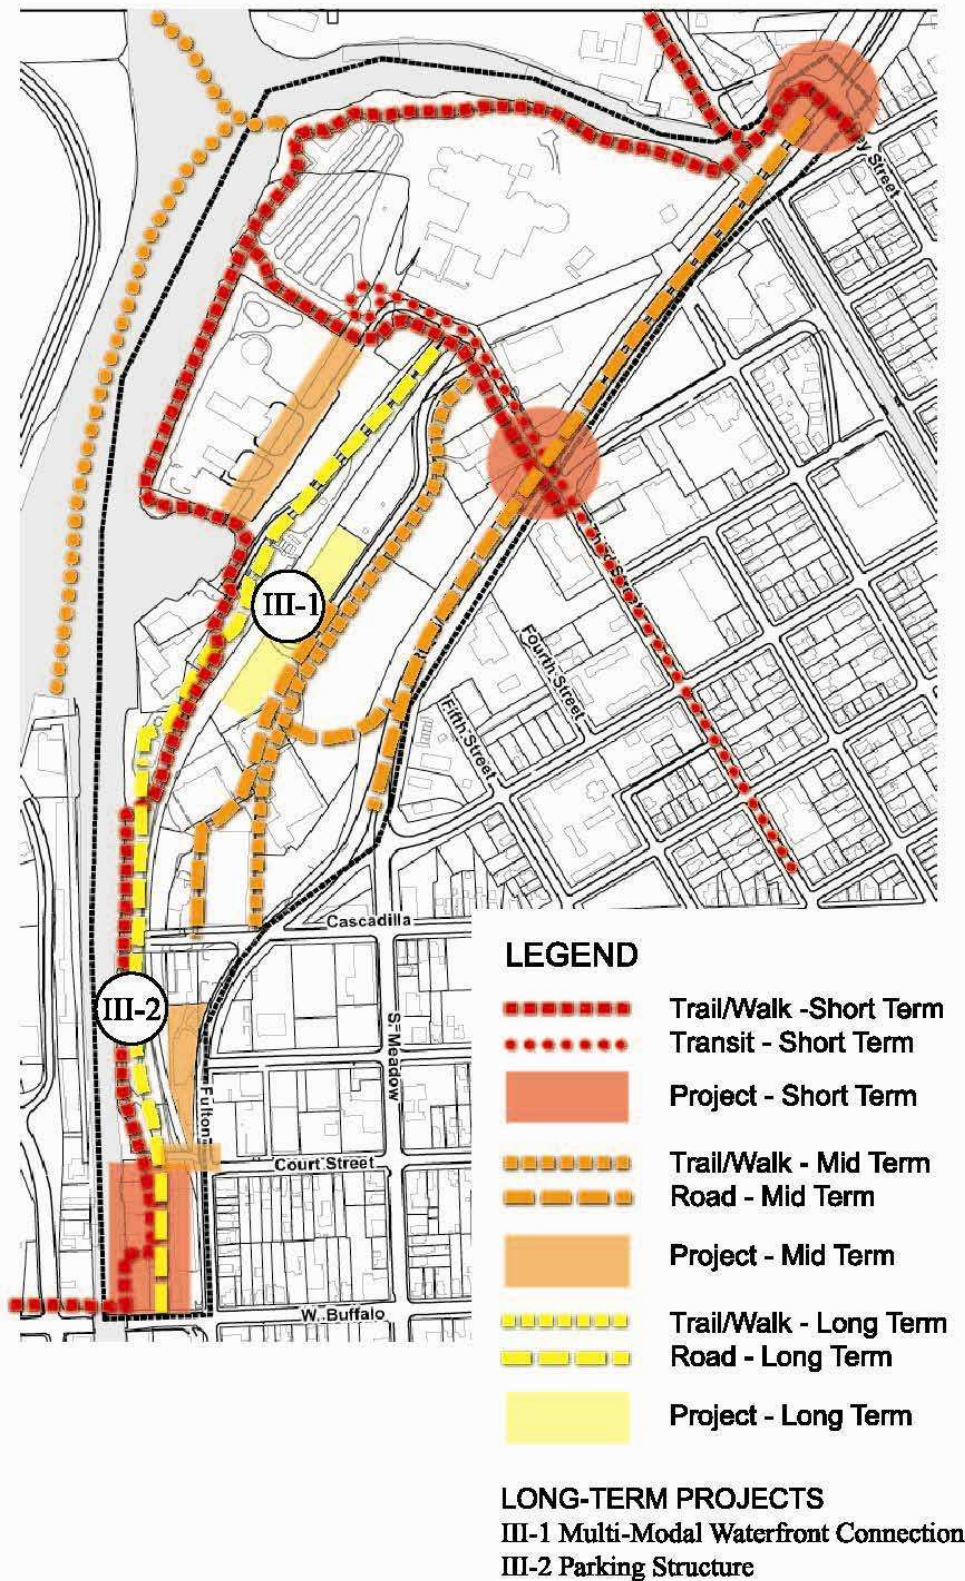 III-1
Fourth Street
Fifth Street
Cascadilla
III-2
S. Meadow
Fulton
Court Street
W. Buffalo
LEGEND
Trail/Walk -Short Term
Transit - Short Term
Project - Short Term
Trail/Walk - Mid Term
Road - Mid Term
Project - Mid Term
Trail/Walk - Long Term
Road - Long Term
Project - Long Term
LONG-TERM PROJECTS
III-1 Multi-Modal Waterfront Connection
III-2 Parking Structure